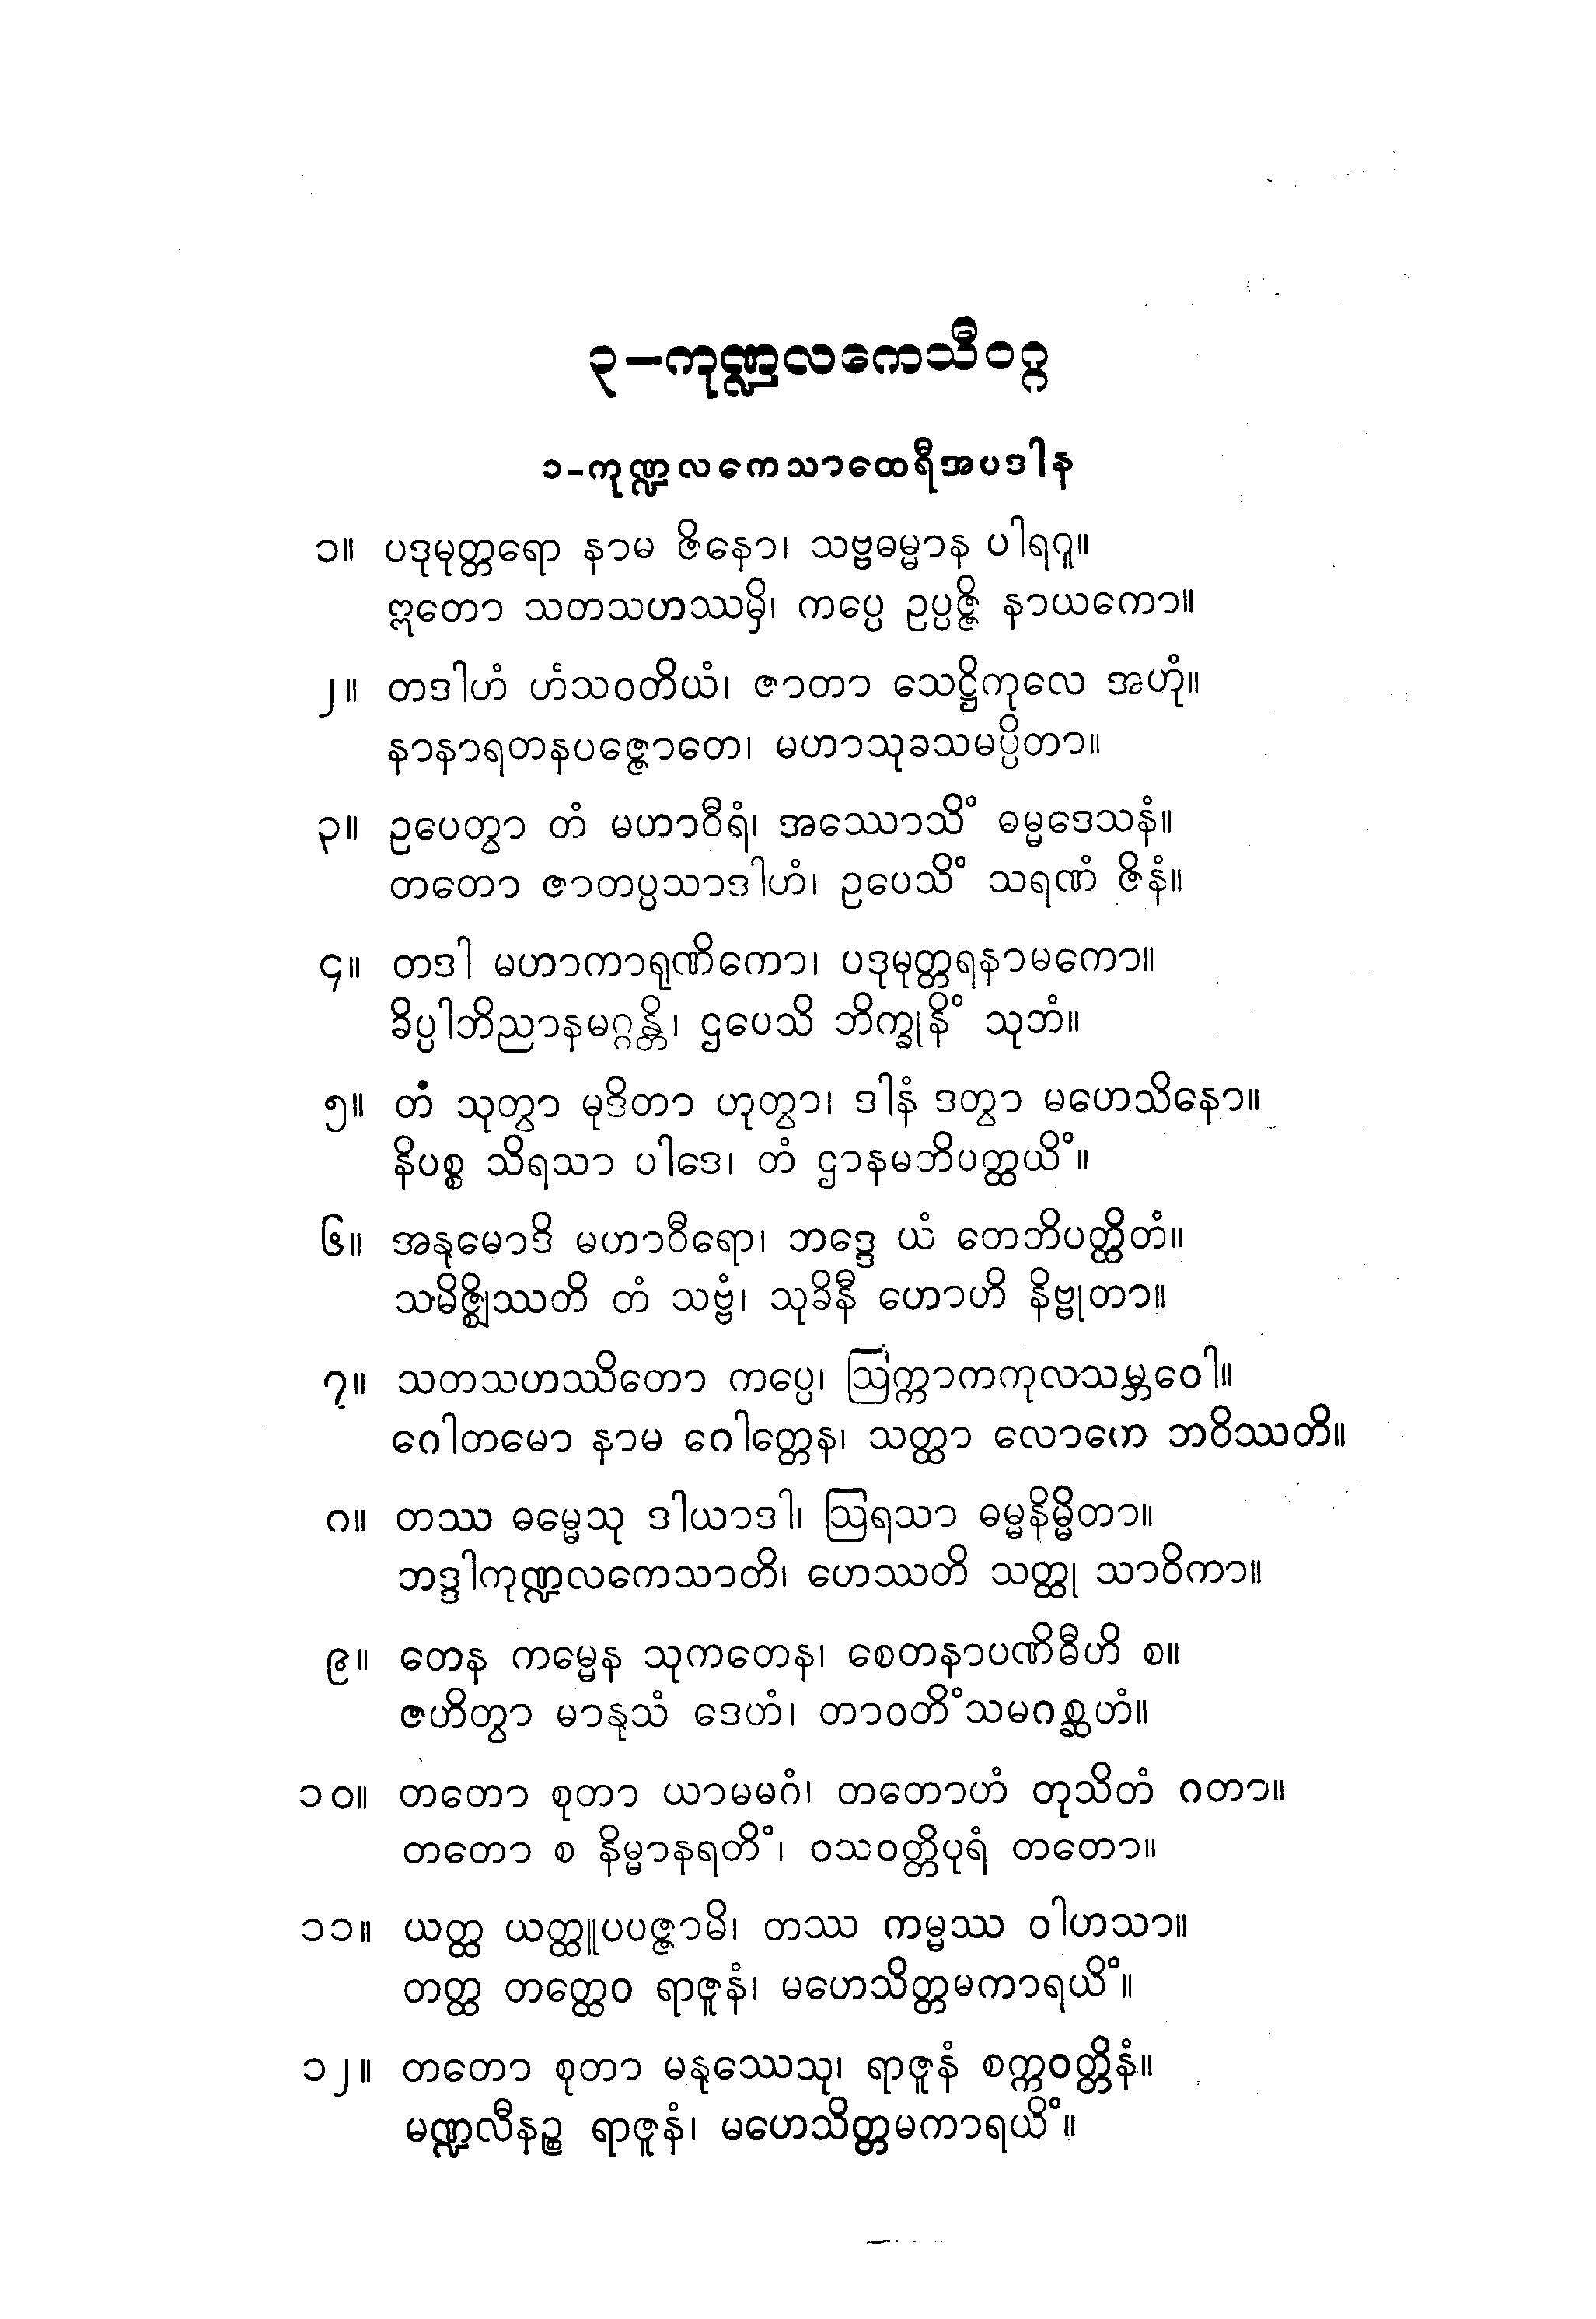 ၃–ကုဏ္ဍလကေသီဝဂ္ဂ
၁-ကုဏ္ဍလကေသာထေရီအပဒါန
၁။ ပဒုမုတ္တရော နာမ ဇိနော၊ သဗ္ဗဓမ္မာန ပါရဂူ။
ဣတော သတသဟဿမှိ၊ ကပ္ပေ ဥပ္ပဇ္ဇိ နာယကော။
၂။ တဒါဟံ ဟံသဝတိယံ၊ ဇာတာ သေဋ္ဌိကုလေ အဟုံ။
နာနာရတနပဇ္ဇောတေ၊ မဟာသုခသမပ္ပိတာ။
၃။ ဥပေတွာ တံ မဟာဝီရံ၊ အဿောသိံ ဓမ္မဒေသနံ။
တတော ဇာတပ္ပသာဒါဟံ၊ ဥပေသိံ သရဏံ ဇိနံ။
၄။ တဒါ မဟာကာရုဏိကော၊ ပဒုမုတ္တရနာမကော။
ခိပ္ပါဘိညာနမဂ္ဂန္တိ၊ ဌပေသိ ဘိက္ခုနိံ သုဘံ။
၅။ တံ သုတွာ မုဒိတာ ဟုတွာ၊ ဒါနံ ဒတွာ မဟေသိနော။
နိပစ္စ သိရသာ ပါဒေ၊ တံ ဌာနမဘိပတ္ထယိံ။
၆။ အနုမောဒိ မဟာဝီရော၊ ဘဒ္ဒေ ယံ တေဘိပတ္ထိတံ။
သမိဇ္ဈိဿတိ တံ သဗ္ဗံ၊ သုခိနီ ဟောဟိ နိဗ္ဗုတာ။
၇။ သတသဟဿိတော ကပ္ပေ၊ ဩက္ကာကကုလသမ္ဘဝေါ။
ဂေါတမော နာမ ဂေါတ္တေန၊ သတ္ထာ လောကေ ဘဝိဿတိ။
၈။ တဿ ဓမ္မေသု ဒါယာဒါ၊ ဩရသာ ဓမ္မနိမ္မိတာ။
ဘဒ္ဒါကုဏ္ဍလကေသာတိ၊ ဟေဿတိ သတ္ထု သာဝိကာ။
၉။ တေန ကမ္မေန သုကတေန၊ စေတနာပဏိဓီဟိ စ။
ဇဟိတွာ မာနုသံ ဒေဟံ၊ တာဝတိံသမဂစ္ဆဟံ။
၁၀။ တတော စုတာ ယာမမဂံ၊ တတောဟံ တုသိတံ ဂတာ။
တတော စ နိမ္မာနရတိံ၊ ဝသဝတ္တိပုရံ တတော။
၁၁။ ယတ္ထ ယတ္ထူပပဇ္ဇာမိ၊ တဿ ကမ္မဿ ဝါဟသာ။
တတ္ထ တတ္ထေဝ ရာဇူနံ၊ မဟေသိတ္တမကာရယိံ။
၁၂။ တတော စုတာ မနုဿေသု၊ ရာဇူနံ စက္ကဝတ္တိနံ။
မဏ္ဍလီနဉ္စ ရာဇူနံ၊ မဟေသိတ္တမကာရယိံ။